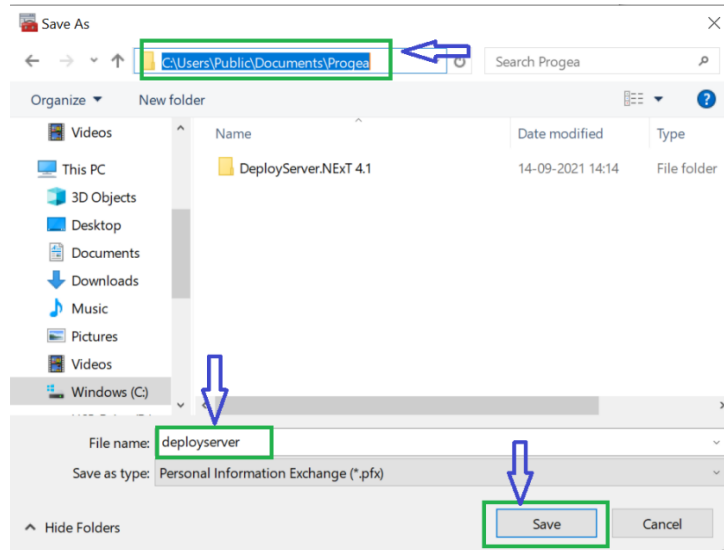 Save As
C:\Users\Public\Documents\Progea
Search Progea
Organize
New folder
?
Videos
Name
Date modified
Type
This PC
DeployServer.NExT 4.1
14-09-2021 14:14
File folder
3D Objects
Desktop
Documents
Downloads
Music
Pictures
Videos
Windows (C:)
File name: deployserver
Save as type: Personal Information Exchange (*.pfx)
Hide Folders
Save
Cancel